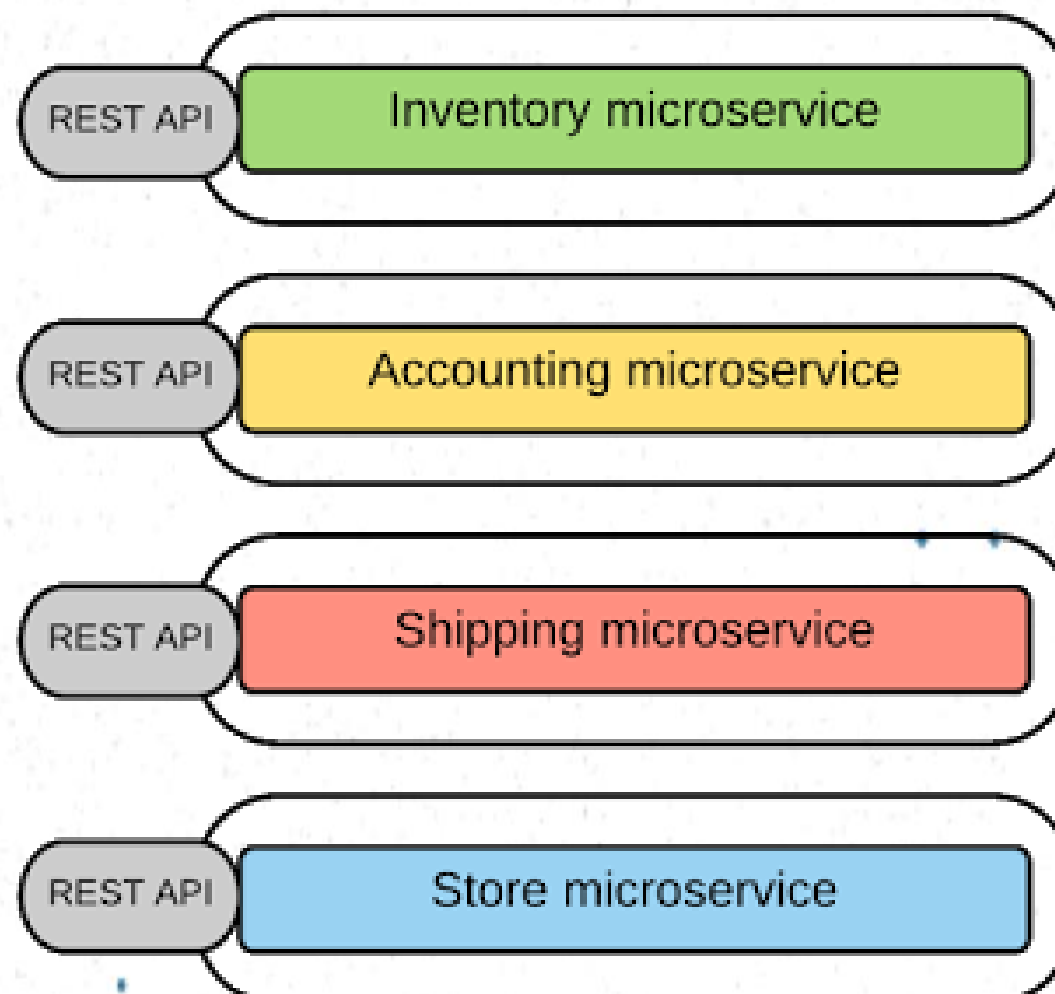 REST API
Inventory microservice
REST API
Accounting microservice
REST API
Shipping microservice
REST API
Store microservice